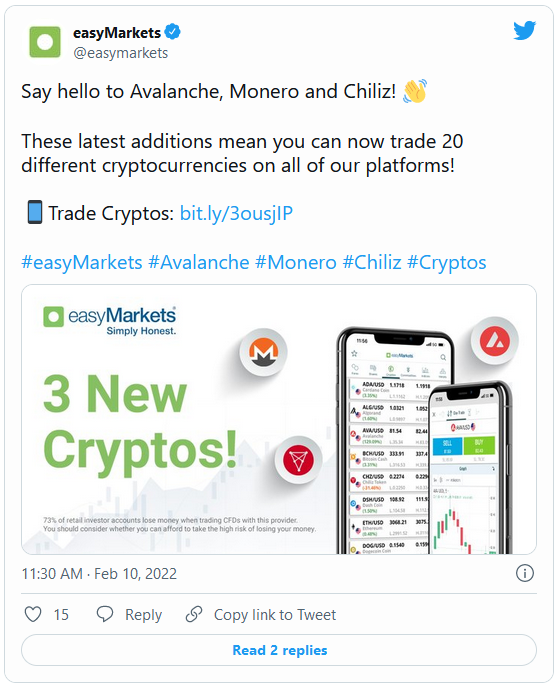 easyMarkets
@easymarkets
Say hello to Avalanche, Monero and Chiliz! 👋
These latest additions mean you can now trade 20
different cryptocurrencies on all of our platforms!
📱Trade Cryptos: bit.ly/3ousjIP
#easyMarkets #Avalanche #Monero #Chiliz #Cryptos
easyMarkets
Simply Honest.
3 New
Cryptos!
73% of retail investor accounts lose money when trading CFDs with this provider.
You should consider whether you can afford to take the high risk of losing your money.
11:56
easyMarkets
ADA/USD 1.1718 1.1918
Cardano Coin
ALG/USD 1.0321 1.052
AVA/USD 81.54 82.44
Avalanche
BCH/USD 333.91 337.4
Bitcoin Cash
CHZ/USD 0.2274 0.229
Chiliz Token
DSH/USD 108.92 111.9
Dash Coin
ETH/USD 3068.21 3075.
Ethereum
DOG/USD 0.1540 0.159
Dogecoin Coin
AVA/USD
SELL
BUY
11:30 AM · Feb 10, 2022
15 Reply Copy link to Tweet
Read 2 replies